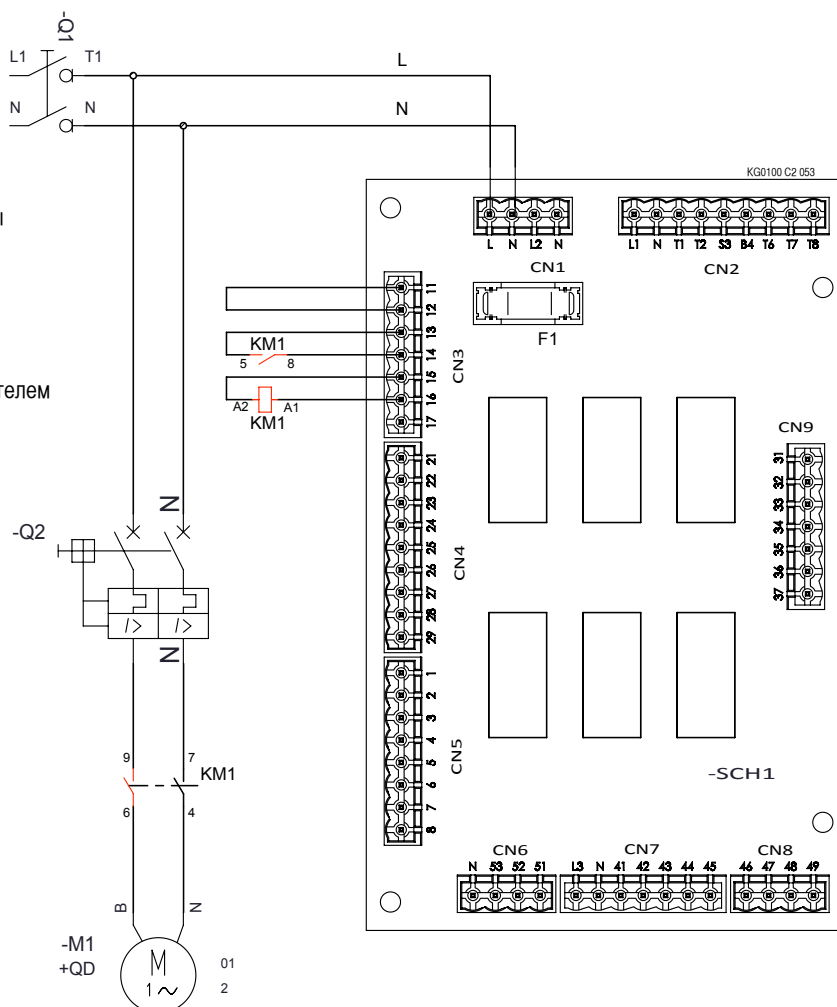 -Q1
L1 T1
L
N N
N
KG0100 C2 053
ы
L N L2 N
L1 N T1 T2 S3 B4 T6 T7 T8
CN1
CN2
F1
11
12
13
14
15
16
17
KM1
5 8
A2 A1
KM1
CN3
телем
CN9
31
32
33
34
35
36
37
N
-Q2
I> I>
N
21
22
23
24
25
26
27
28
29
CN4
1
2
3
4
5
6
7
8
CN5
9 7
KM1
6 4
-SCH1
CN6
CN7
CN8
N 53 52 51
L3 N 41 42 43 44 45
46 47 48 49
B N
-M1
+QD
M
1~
01
2